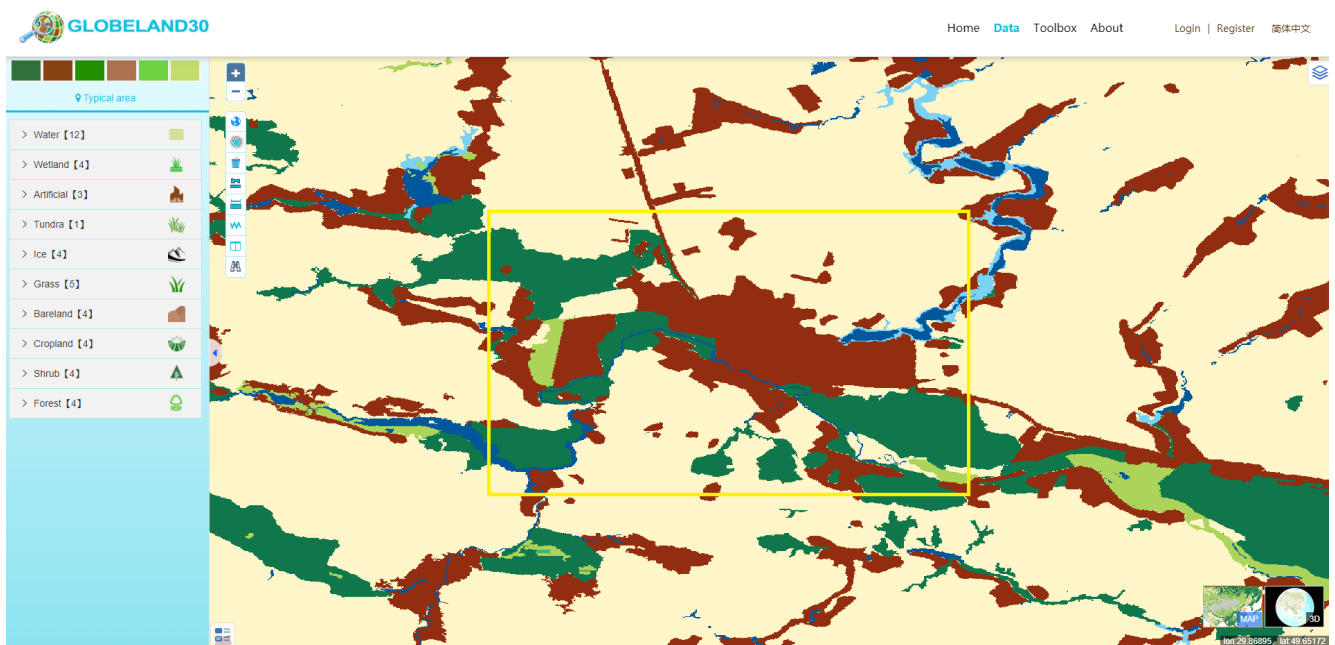 GLOBELAND30
Home Data Toolbox About Login | Register 简体中文
Typical area
Water【12】
Wetland【4】
Artificial【3】
Tundra【1】
Ice【4】
Grass【5】
Bareland【4】
Cropland【4】
Shrub【4】
Forest【4】
MAP
3D
lon:29.86895 lat:49.65172